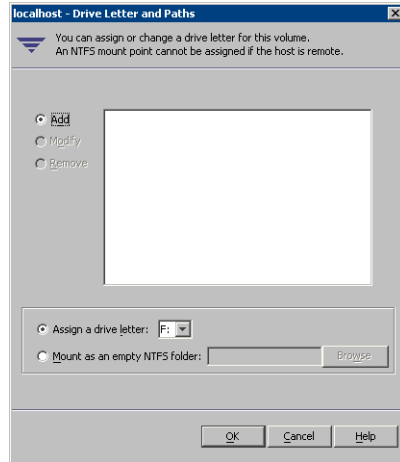 localhost - Drive Letter and Paths
You can assign or change a drive letter for this volume.
An NTFS mount point cannot be assigned if the host is remote.
Add
Modify
Remove
Assign a drive letter: F:
Mount as an empty NTFS folder: Browse
OK Cancel Help